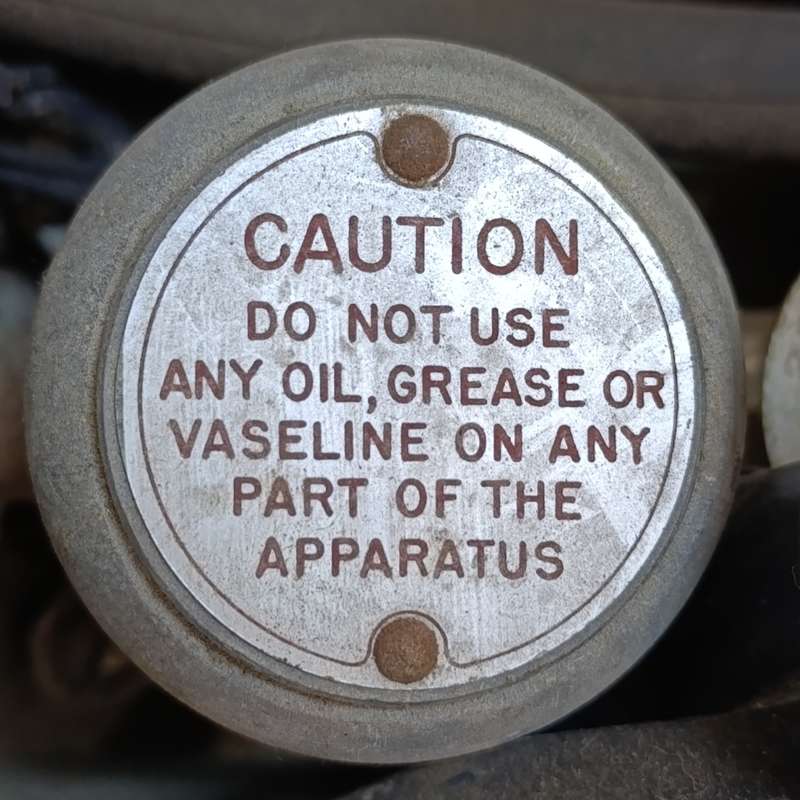 CAUTION
DO NOT USE
ANY OIL, GREASE OR
VASELINE ON ANY
PART OF THE
APPARATUS